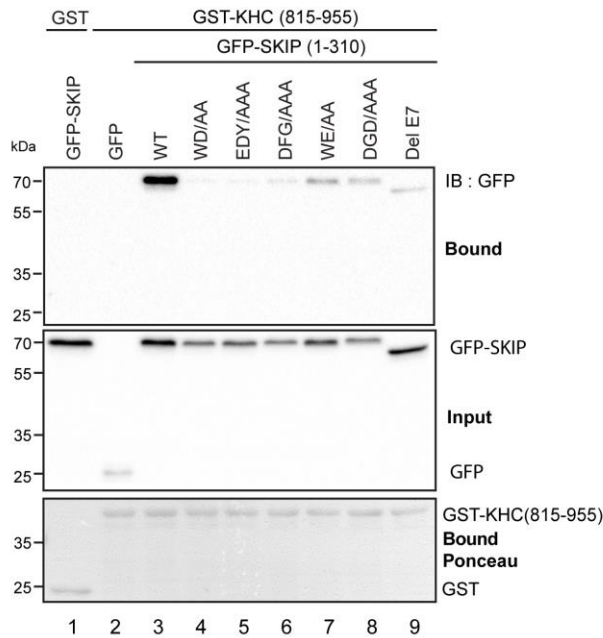 GST
GST-KHC (815-955)
GFP-SKIP (1-310)
GFP-SKIP
GFP
WT
WD/AA
EDY/AAA
DFG/AAA
WE/AA
DGD/AAA
Del E7
kDa
70
55
35
25
IB : GFP
Bound
70
55
35
25
GFP-SKIP
Input
GFP
35
25
GST-KHC(815-955)
Bound
Ponceau
GST
1 2 3 4 5 6 7 8 9